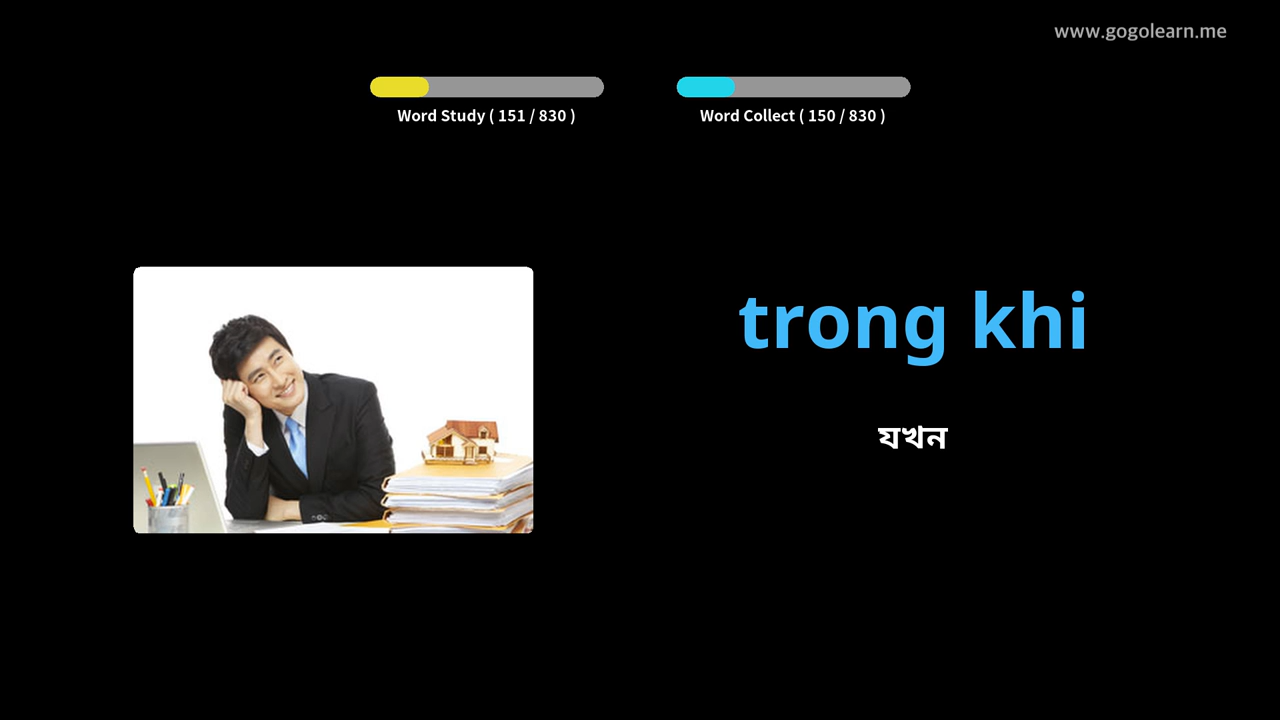 www.gogolearn.me
Word Study ( 151 / 830 )
Word Collect ( 150 / 830 )
trong khi
যখন